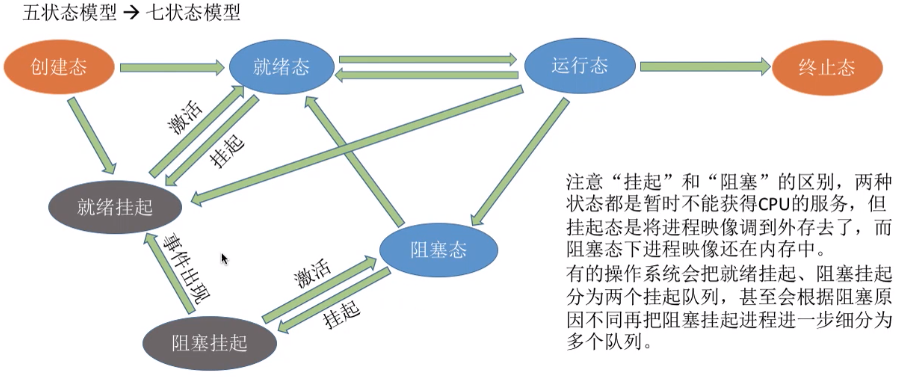 五状态模型 → 七状态模型
创建态
就绪态
运行态
终止态
激活
挂起
就绪挂起
阻塞态
事件出现
激活
挂起
阻塞挂起
注意“挂起”和“阻塞”的区别，两种
状态都是暂时不能获得CPU的服务，但
挂起态是将进程映像调到外存去了，而
阻塞态下进程映像还在内存中。
有的操作系统会把就绪挂起、阻塞挂起
分为两个挂起队列，甚至会根据阻塞原
因不同再把阻塞挂起进程进一步细分为
多个队列。